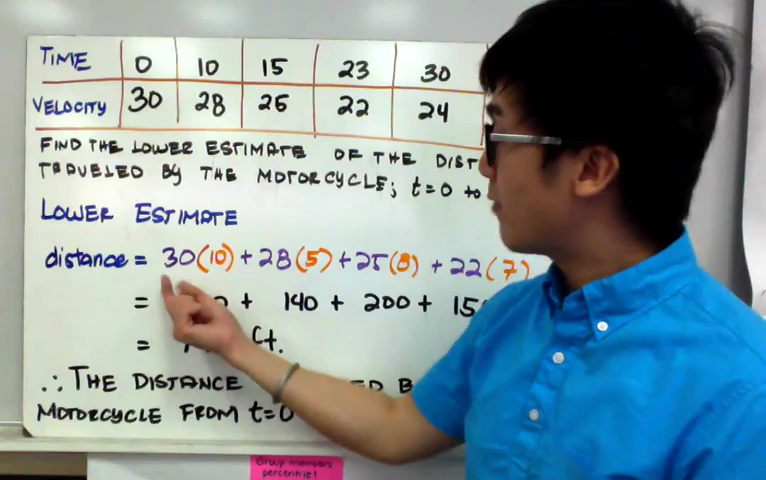 TIME 0 10 15 23 30
VELOCITY 30 28 25 22 24
FIND THE LOWER ESTIMATE OF THE DIST
TRAVELED BY THE MOTORCYCLE; t=0 to
LOWER ESTIMATE
distance = 30(10) + 28(5) + 25(8) + 22(7)
= + 140 + 200 + 15
= ft.
∴ THE DISTANCE
MOTORCYCLE FROM t=0
Group members
percentile!